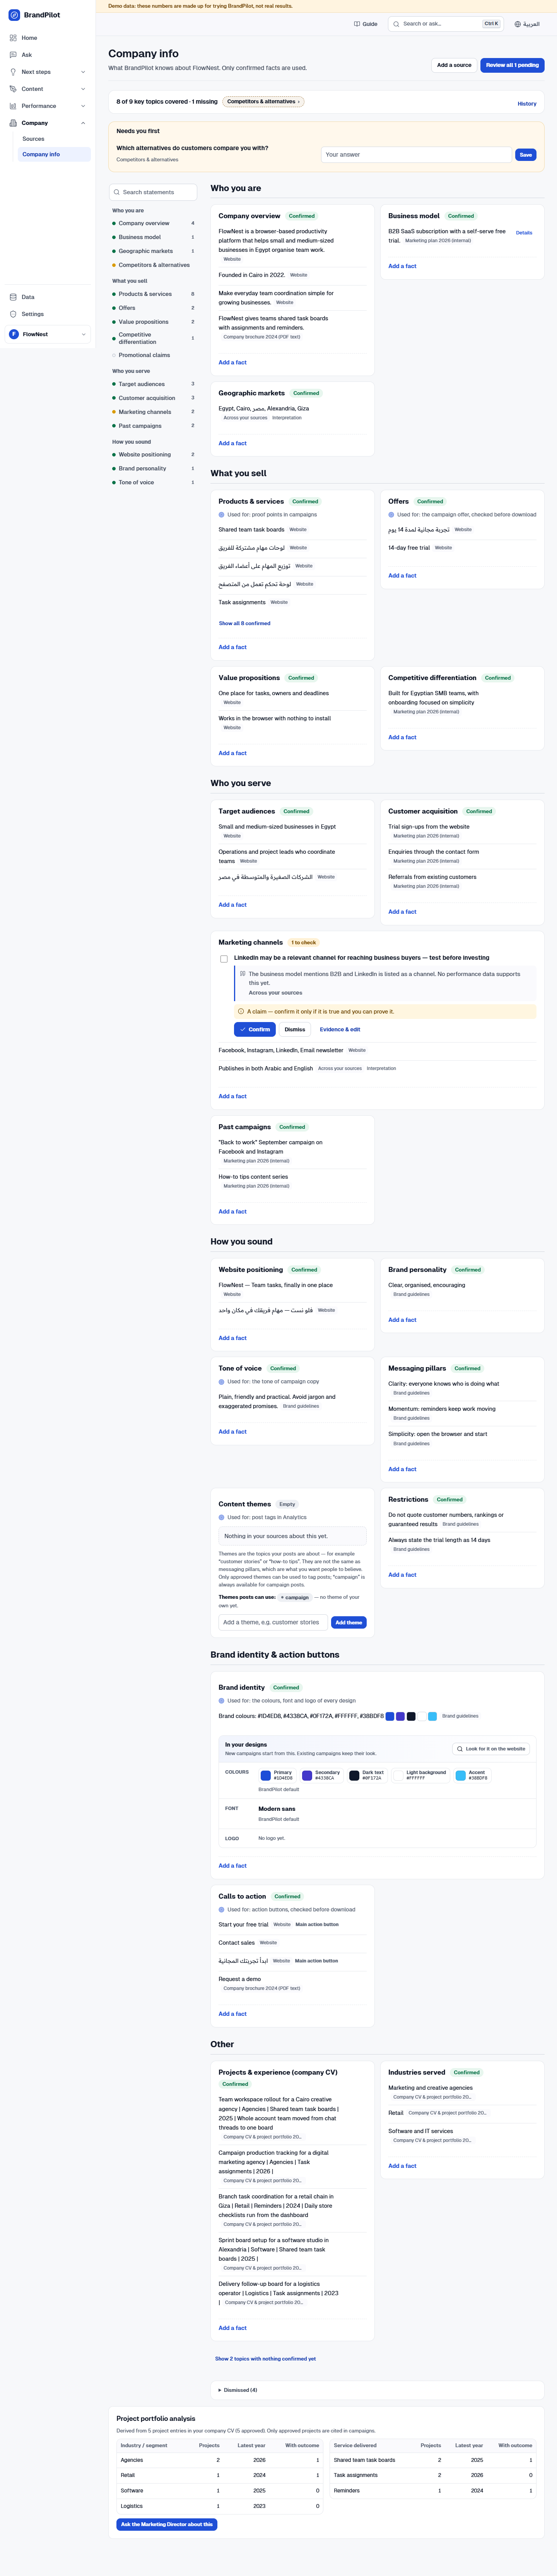 Demo data: these numbers are made up for trying BrandPilot, not real results.
BrandPilot
Home
Ask
Next steps
Content
Performance
Company
Sources
Company info
Data
Settings
F FlowNest
Guide
Search or ask...
Ctrl K
العربية
Company info
What BrandPilot knows about FlowNest. Only confirmed facts are used.
Add a source
Review all 1 pending
8 of 9 key topics covered · 1 missing
Competitors & alternatives ›
History
Needs you first
Which alternatives do customers compare you with?
Competitors & alternatives
Your answer
Save
Search statements
Who you are
Company overview 4
Business model 1
Geographic markets 1
Competitors & alternatives
What you sell
Products & services 8
Offers 2
Value propositions 2
Competitive
differentiation 1
Promotional claims
Who you serve
Target audiences 3
Customer acquisition 3
Marketing channels 2
Past campaigns 2
How you sound
Website positioning 2
Brand personality 1
Tone of voice 1
Who you are
Company overview Confirmed
FlowNest is a browser-based productivity
platform that helps small and medium-sized
businesses in Egypt organise team work.
Website
Founded in Cairo in 2022. Website
Make everyday team coordination simple for
growing businesses. Website
FlowNest gives teams shared task boards
with assignments and reminders.
Company brochure 2024 (PDF text)
Add a fact
Business model Confirmed
B2B SaaS subscription with a self-serve free
trial. Marketing plan 2026 (internal)
Details
Add a fact
Geographic markets Confirmed
Egypt, Cairo, مصر, Alexandria, Giza
Across your sources Interpretation
Add a fact
What you sell
Products & services Confirmed
Used for: proof points in campaigns
Shared team task boards Website
لوحات مهام مشتركة للفريق Website
توزيع المهام على أعضاء الفريق Website
لوحة تحكم تعمل من المتصفح Website
Task assignments Website
Show all 8 confirmed
Add a fact
Offers Confirmed
Used for: the campaign offer, checked before download
تجربة مجانية لمدة 14 يوم Website
14-day free trial Website
Add a fact
Value propositions Confirmed
One place for tasks, owners and deadlines
Website
Works in the browser with nothing to install
Website
Add a fact
Competitive differentiation Confirmed
Built for Egyptian SMB teams, with
onboarding focused on simplicity
Marketing plan 2026 (internal)
Add a fact
Who you serve
Target audiences Confirmed
Small and medium-sized businesses in Egypt
Website
Operations and project leads who coordinate
teams Website
الشركات الصغيرة والمتوسطة في مصر Website
Add a fact
Customer acquisition Confirmed
Trial sign-ups from the website
Marketing plan 2026 (internal)
Enquiries through the contact form
Marketing plan 2026 (internal)
Referrals from existing customers
Marketing plan 2026 (internal)
Add a fact
Marketing channels 1 to check
LinkedIn may be a relevant channel for reaching business buyers — test before investing
The business model mentions B2B and LinkedIn is listed as a channel. No performance data supports
this yet.
Across your sources
A claim — confirm it only if it is true and you can prove it.
Confirm
Dismiss
Evidence & edit
Facebook, Instagram, LinkedIn, Email newsletter Website
Publishes in both Arabic and English Across your sources Interpretation
Add a fact
Past campaigns Confirmed
"Back to work" September campaign on
Facebook and Instagram
Marketing plan 2026 (internal)
How-to tips content series
Marketing plan 2026 (internal)
Add a fact
How you sound
Website positioning Confirmed
FlowNest — Team tasks, finally in one place
Website
فلو نست — مهام فريقك في مكان واحد Website
Add a fact
Brand personality Confirmed
Clear, organised, encouraging
Brand guidelines
Add a fact
Tone of voice Confirmed
Used for: the tone of campaign copy
Plain, friendly and practical. Avoid jargon and
exaggerated promises. Brand guidelines
Add a fact
Messaging pillars Confirmed
Clarity: everyone knows who is doing what
Brand guidelines
Momentum: reminders keep work moving
Brand guidelines
Simplicity: open the browser and start
Brand guidelines
Add a fact
Content themes Empty
Used for: post tags in Analytics
Nothing in your sources about this yet.
Themes are the topics your posts are about — for example
"customer stories" or "how-to tips". They are not the same as
messaging pillars, which are what you want people to believe.
Only approved themes can be used to tag posts; "campaign" is
always available for campaign posts.
Themes posts can use: campaign — no theme of your
own yet.
Add a theme, e.g. customer stories
Add theme
Restrictions Confirmed
Do not quote customer numbers, rankings or
guaranteed results Brand guidelines
Always state the trial length as 14 days
Brand guidelines
Add a fact
Brand identity & action buttons
Brand identity Confirmed
Used for: the colours, font and logo of every design
Brand colours: #1D4ED8, #4338CA, #0F172A, #FFFFFF, #38BDF8 Brand guidelines
In your designs
New campaigns start from this. Existing campaigns keep their look.
Look for it on the website
COLOURS
Primary
#1D4ED8
Secondary
#4338CA
Dark text
#0F172A
Light background
#FFFFFF
Accent
#38BDF8
BrandPilot default
FONT
Modern sans
BrandPilot default
LOGO
No logo yet.
Add a fact
Calls to action Confirmed
Used for: action buttons, checked before download
Start your free trial Website Main action button
Contact sales Website
ابدأ تجربتك المجانية Website Main action button
Request a demo
Company brochure 2024 (PDF text)
Add a fact
Other
Projects & experience (company CV)
Confirmed
Team workspace rollout for a Cairo creative
agency | Agencies | Shared team task boards |
2025 | Whole account team moved from chat
threads to one board
Company CV & project portfolio 20...
Campaign production tracking for a digital
marketing agency | Agencies | Task
assignments | 2026 |
Company CV & project portfolio 20...
Branch task coordination for a retail chain in
Giza | Retail | Reminders | 2024 | Daily store
checklists run from the dashboard
Company CV & project portfolio 20...
Sprint board setup for a software studio in
Alexandria | Software | Shared team task
boards | 2025 |
Company CV & project portfolio 20...
Delivery follow-up board for a logistics
operator | Logistics | Task assignments | 2023
| Company CV & project portfolio 20...
Add a fact
Industries served Confirmed
Marketing and creative agencies
Company CV & project portfolio 20...
Retail Company CV & project portfolio 20...
Software and IT services
Company CV & project portfolio 20...
Add a fact
Show 2 topics with nothing confirmed yet
Dismissed (4)
Project portfolio analysis
Derived from 5 project entries in your company CV (5 approved). Only approved projects are cited in campaigns.
Industry / segment Projects Latest year With outcome
Agencies 2 2026 1
Retail 1 2024 1
Software 1 2025 0
Logistics 1 2023 0
Service delivered Projects Latest year With outcome
Shared team task boards 2 2025 1
Task assignments 2 2026 0
Reminders 1 2024 1
Ask the Marketing Director about this